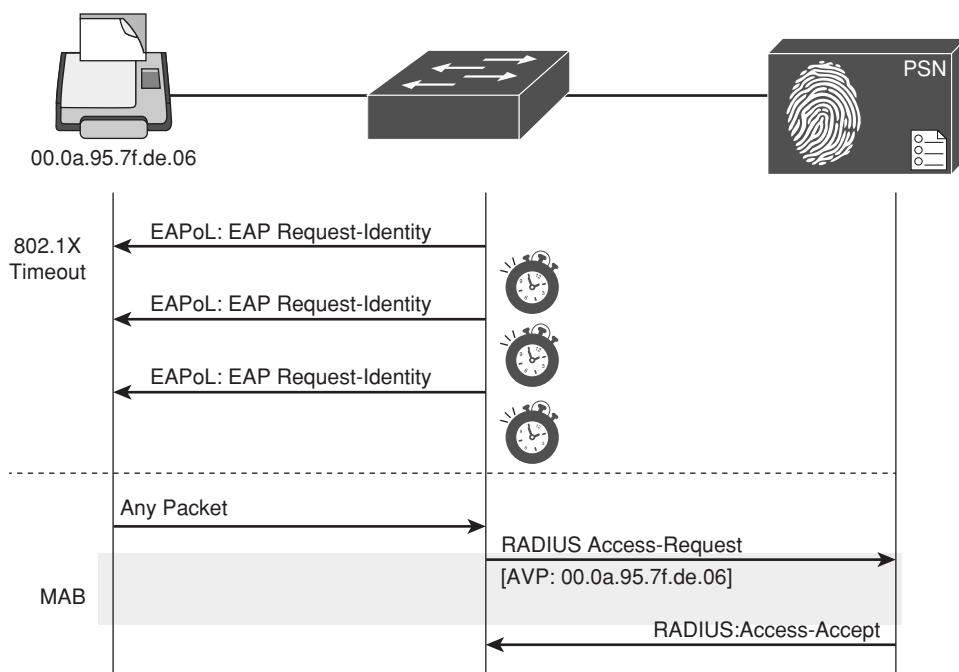 PSN
00.0a.95.7f.de.06
802.1X
Timeout
EAPoL: EAP Request-Identity
EAPoL: EAP Request-Identity
EAPoL: EAP Request-Identity
Any Packet
RADIUS Access-Request
[AVP: 00.0a.95.7f.de.06]
MAB
RADIUS:Access-Accept